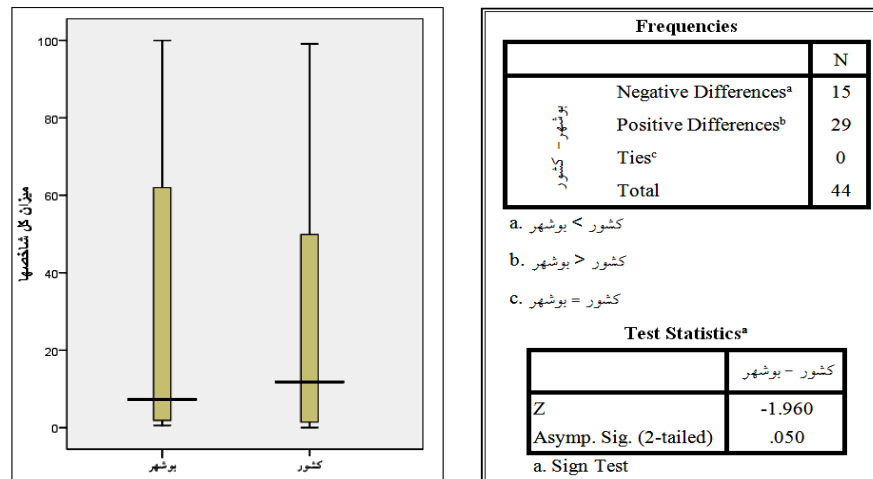 100
80
60
40
20
0
میزان کل شاخصها
بوشهر
کشور
Frequencies
N
بوشهر - کشور
Negative Differencesᵃ 15
Positive Differencesᵇ 29
Tiesᶜ 0
Total 44
a. کشور < بوشهر
b. کشور > بوشهر
c. کشور = بوشهر
Test Statisticsᵃ
کشور - بوشهر
Z -1.960
Asymp. Sig. (2-tailed) .050
a. Sign Test